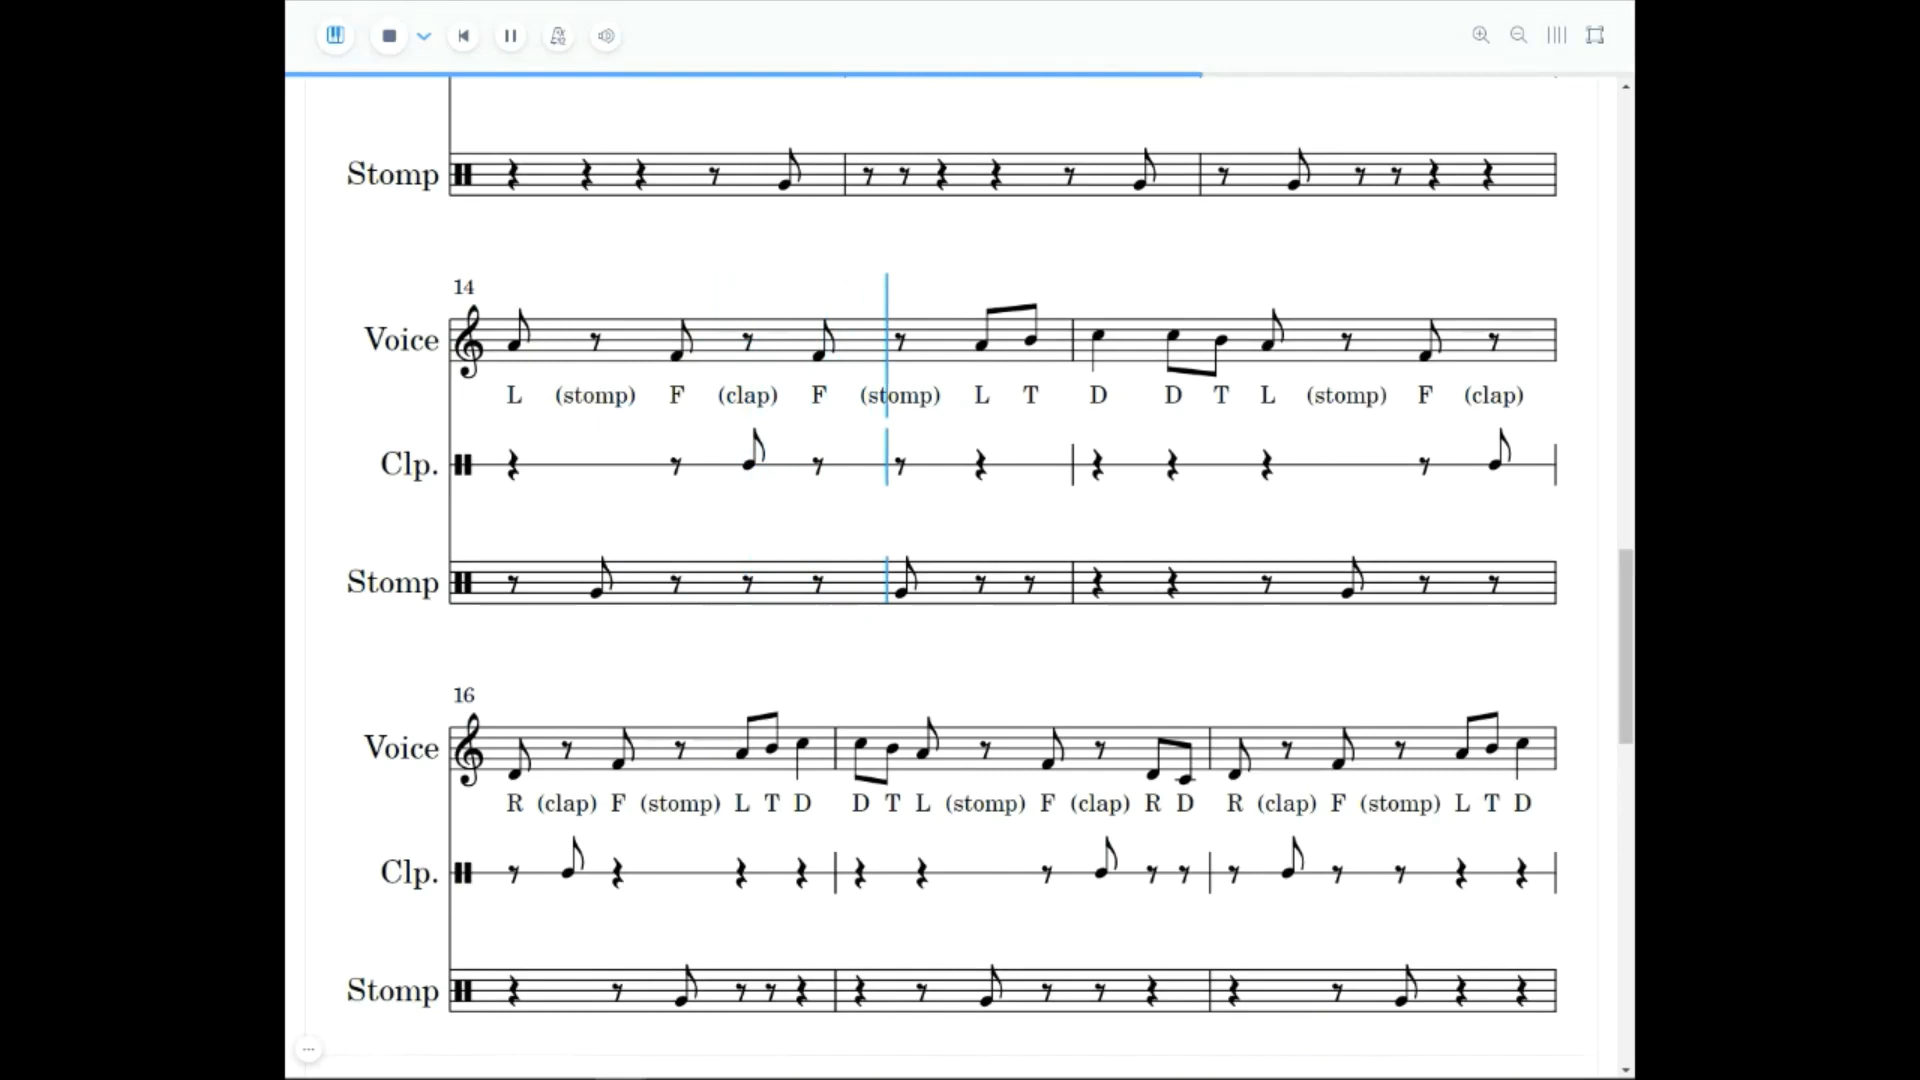 Stomp
14
Voice
L (stomp) F (clap) F (stomp) L T D D T L (stomp) F (clap)
Clp.
Stomp
16
Voice
R (clap) F (stomp) L T D D T L (stomp) F (clap) R D R (clap) F (stomp) L T D
Clp.
Stomp